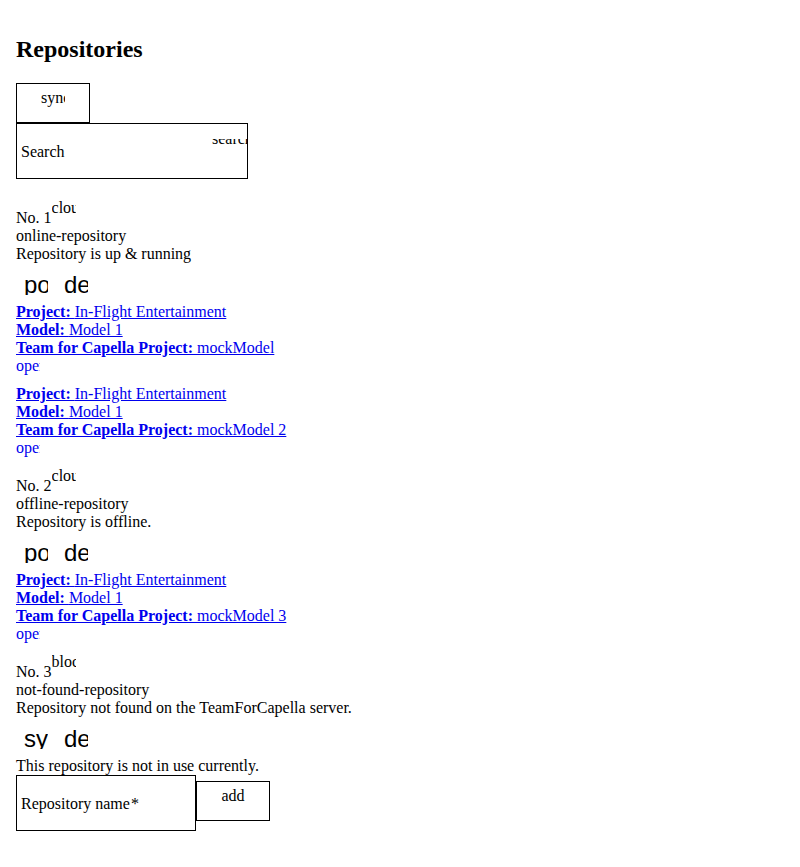 Repositories
sync
Search
search
No. 1 clou
online-repository
Repository is up & running
po de
Project: In-Flight Entertainment
Model: Model 1
Team for Capella Project: mockModel
ope
Project: In-Flight Entertainment
Model: Model 1
Team for Capella Project: mockModel 2
ope
No. 2 clou
offline-repository
Repository is offline.
po de
Project: In-Flight Entertainment
Model: Model 1
Team for Capella Project: mockModel 3
ope
No. 3 bloc
not-found-repository
Repository not found on the TeamForCapella server.
sy de
This repository is not in use currently.
Repository name*
add